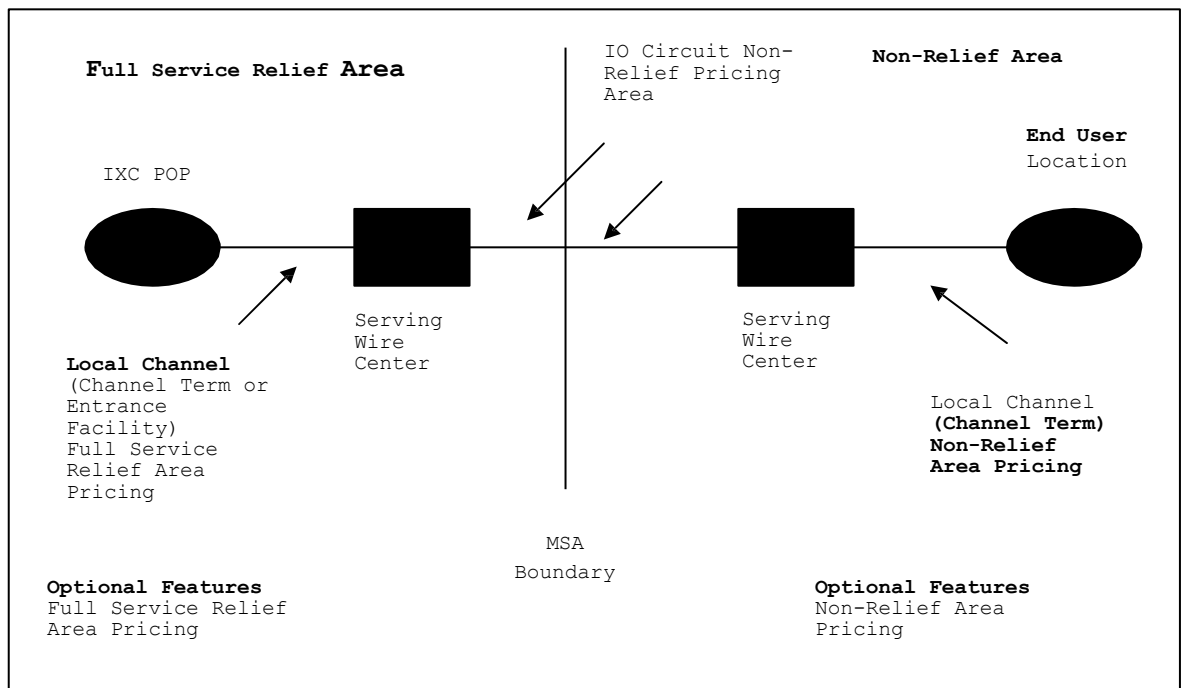 Full Service Relief Area
IO Circuit Non-
Relief Pricing
Area
Non-Relief Area
End User
Location
IXC POP
Serving
Wire
Center
Serving
Wire
Center
Local Channel
(Channel Term or
Entrance
Facility)
Full Service
Relief Area
Pricing
Local Channel
(Channel Term)
Non-Relief
Area Pricing
MSA
Boundary
Optional Features
Full Service Relief
Area Pricing
Optional Features
Non-Relief Area
Pricing